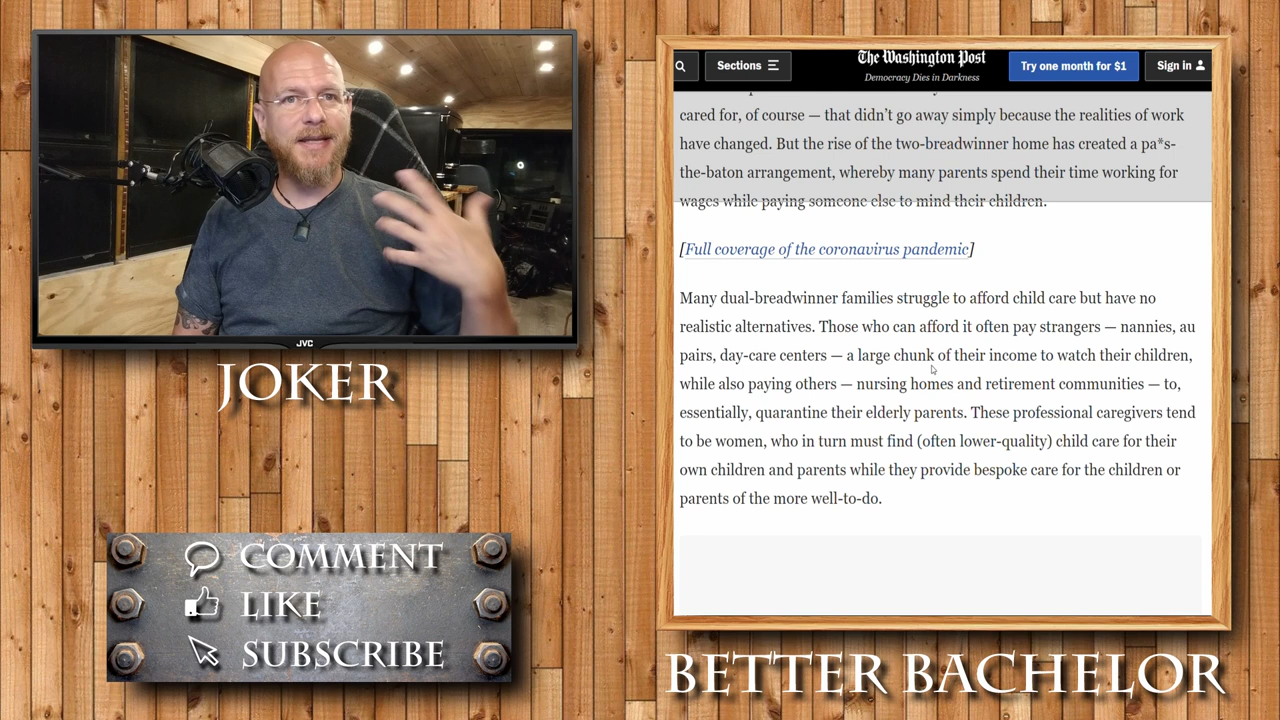 JVC
JOKER
COMMENT
LIKE
SUBSCRIBE
Sections
The Washington Post
Democracy Dies in Darkness
Try one month for $1
Sign in
cared for, of course — that didn’t go away simply because the realities of work
have changed. But the rise of the two-breadwinner home has created a pa*s-
the-baton arrangement, whereby many parents spend their time working for
wages while paying someone else to mind their children.
[Full coverage of the coronavirus pandemic]
Many dual-breadwinner families struggle to afford child care but have no
realistic alternatives. Those who can afford it often pay strangers — nannies, au
pairs, day-care centers — a large chunk of their income to watch their children,
while also paying others — nursing homes and retirement communities — to,
essentially, quarantine their elderly parents. These professional caregivers tend
to be women, who in turn must find (often lower-quality) child care for their
own children and parents while they provide bespoke care for the children or
parents of the more well-to-do.
BETTER BACHELOR